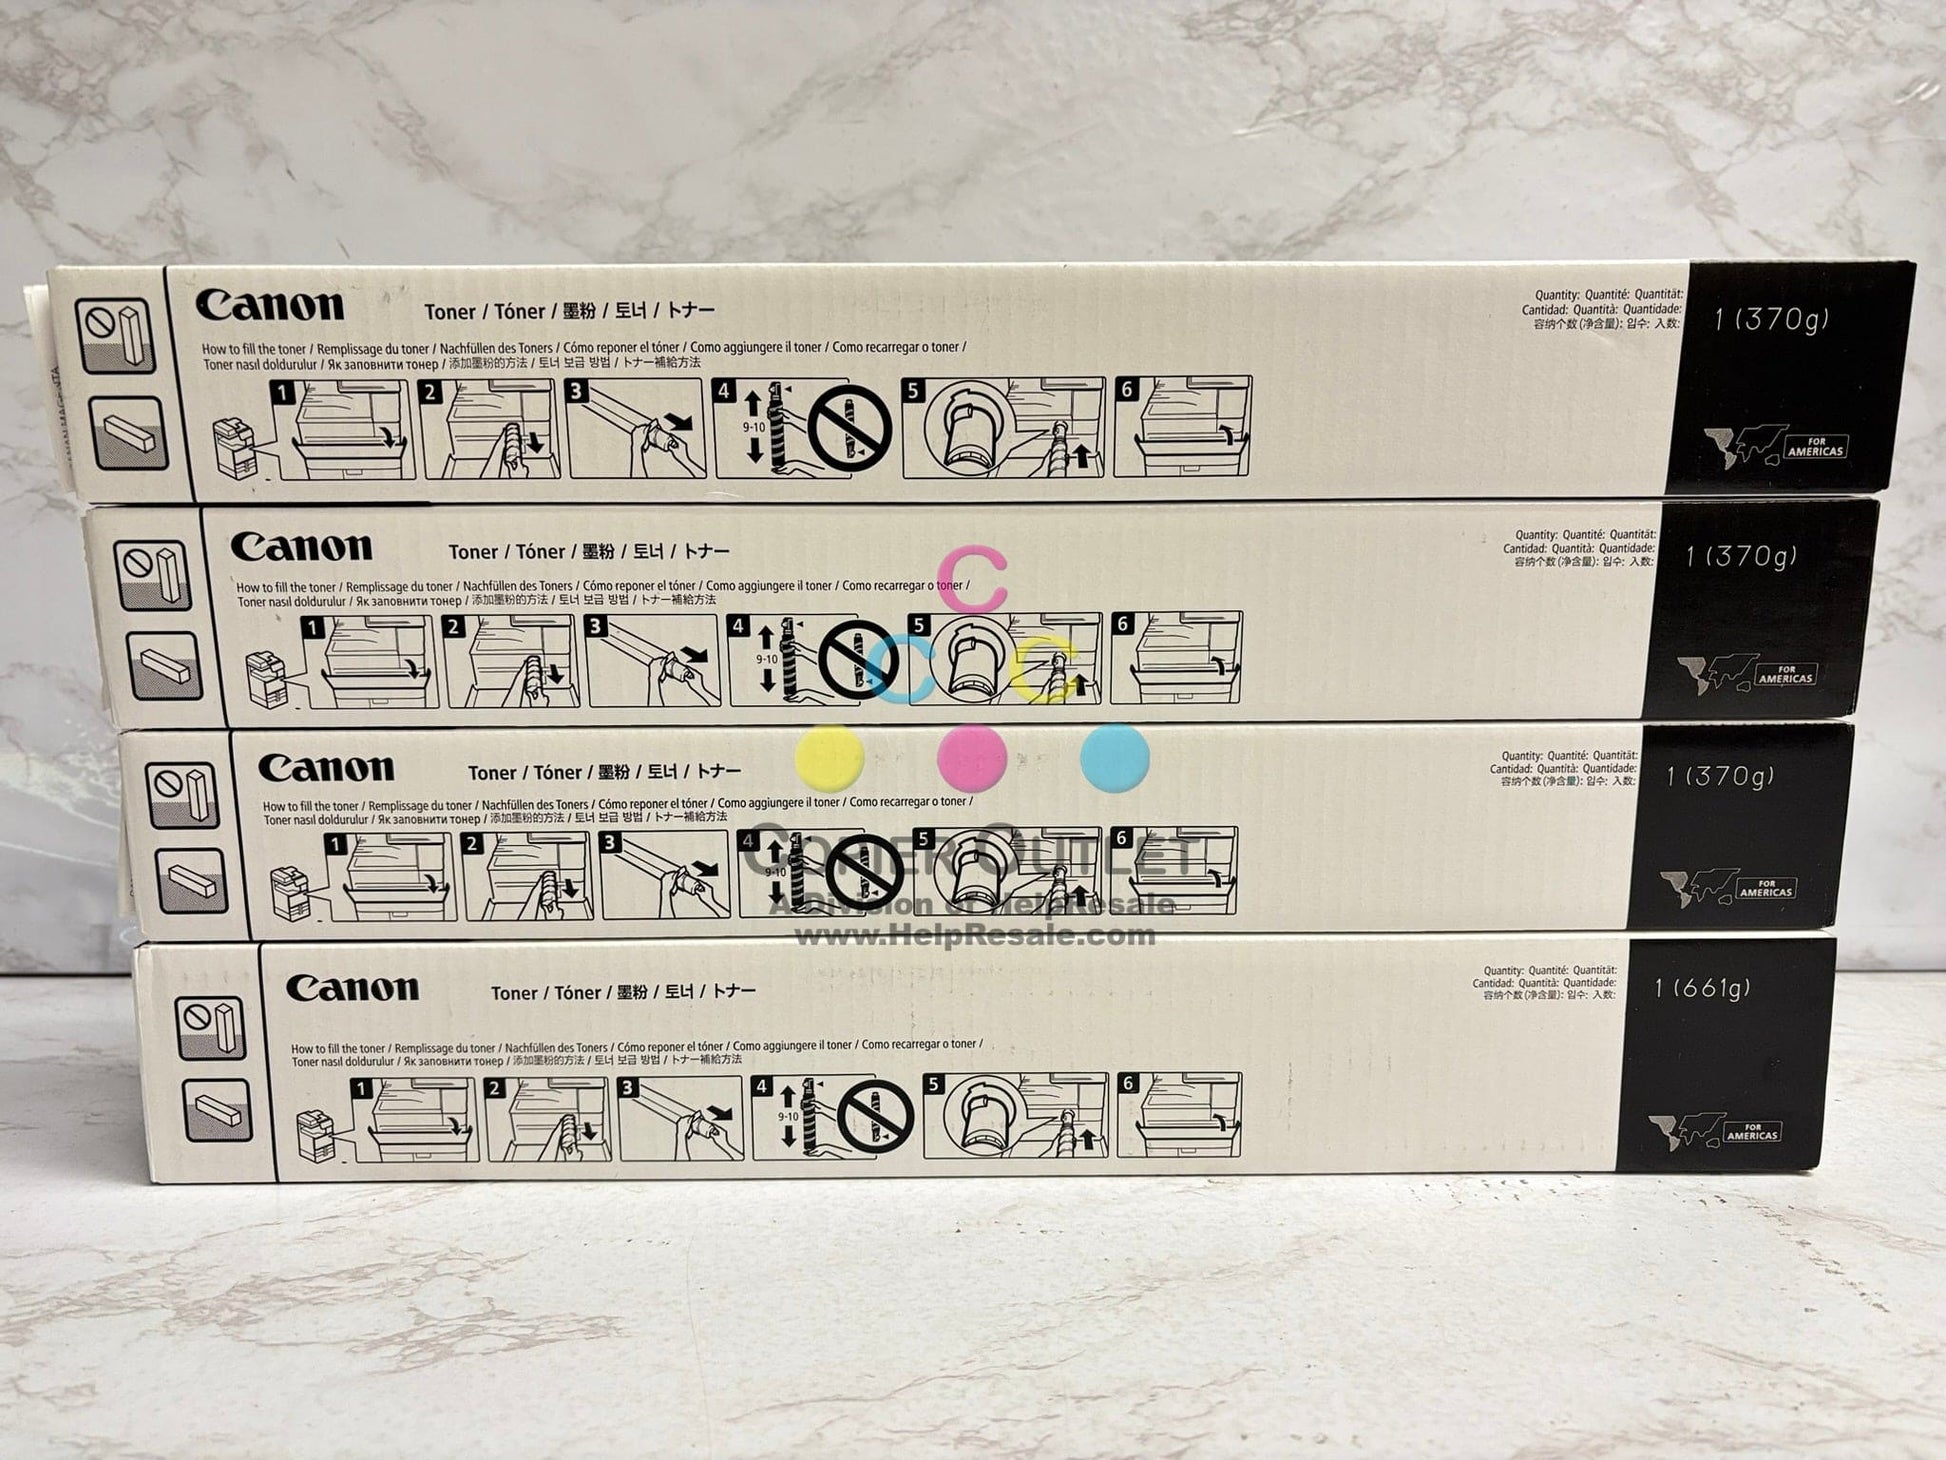 Canon
Toner / Tóner / 墨粉 / 토너 / トナー
Quantity: Quantité: Quantität:
Cantidad: Quantità: Quantidade:
容纳个数(净含量): 입수: 入数:
1 (370g)
How to fill the toner / Remplissage du toner / Nachfüllen des Toners / Cómo reponer el tóner / Como aggiungere il toner / Como recarregar o toner /
Toner nasıl doldurulur / Як заповнити тонер / 添加墨粉的方法 / 토너 보급 방법 / トナー補給方法
1 2 3 4 5 6
9-10
FOR
AMERICAS
Canon
Toner / Tóner / 墨粉 / 토너 / トナー
Quantity: Quantité: Quantität:
Cantidad: Quantità: Quantidade:
容纳个数(净含量): 입수: 入数:
1 (370g)
How to fill the toner / Remplissage du toner / Nachfüllen des Toners / Cómo reponer el tóner / Como aggiungere il toner / Como recarregar o toner /
Toner nasıl doldurulur / Як заповнити тонер / 添加墨粉的方法 / 토너 보급 방법 / トナー補給方法
1 2 3 4 5 6
9-10
FOR
AMERICAS
C
C C
Canon
Toner / Tóner / 墨粉 / 토너 / トナー
Quantity: Quantité: Quantität:
Cantidad: Quantità: Quantidade:
容纳个数(净含量): 입수: 入数:
1 (370g)
How to fill the toner / Remplissage du toner / Nachfüllen des Toners / Cómo reponer el tóner / Como aggiungere il toner / Como recarregar o toner /
Toner nasıl doldurulur / Як заповнити тонер / 添加墨粉的方法 / 토너 보급 방법 / トナー補給方法
1 2 3 4 5 6
9-10
FOR
AMERICAS
COPIER OUTLET
A Division of HelpResale
www.HelpResale.com
Canon
Toner / Tóner / 墨粉 / 토너 / トナー
Quantity: Quantité: Quantität:
Cantidad: Quantità: Quantidade:
容纳个数(净含量): 입수: 入数:
1 (661g)
How to fill the toner / Remplissage du toner / Nachfüllen des Toners / Cómo reponer el tóner / Como aggiungere il toner / Como recarregar o toner /
Toner nasıl doldurulur / Як заповнити тонер / 添加墨粉的方法 / 토너 보급 방법 / トナー補給方法
1 2 3 4 5 6
9-10
FOR
AMERICAS